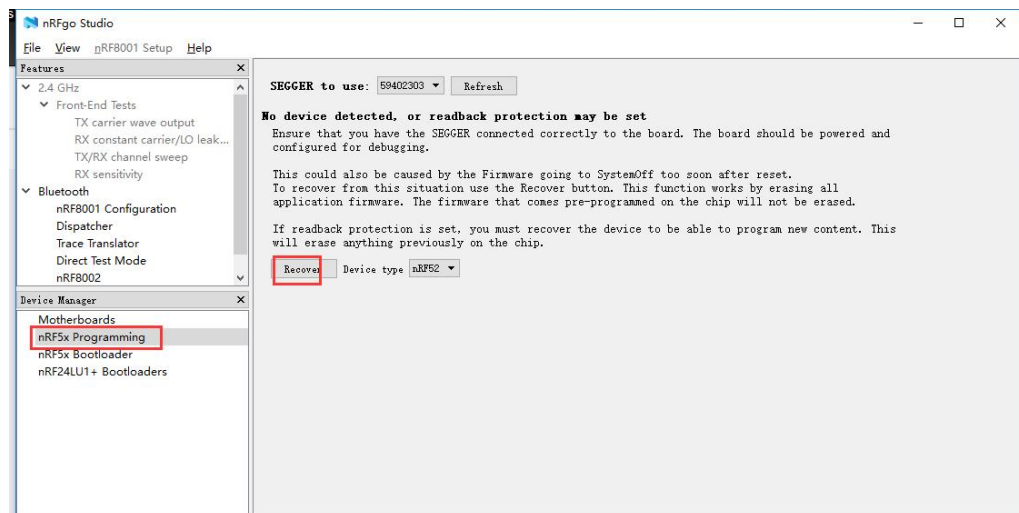 nRFgo Studio
File View nRF8001 Setup Help
Features
2.4 GHz
Front-End Tests
TX carrier wave output
RX constant carrier/LO leak...
TX/RX channel sweep
RX sensitivity
Bluetooth
nRF8001 Configuration
Dispatcher
Trace Translator
Direct Test Mode
nRF8002
Device Manager
Motherboards
nRF5x Programming
nRF5x Bootloader
nRF24LU1+ Bootloaders
SEGGER to use: 59402303 Refresh
No device detected, or readback protection may be set
Ensure that you have the SEGGER connected correctly to the board. The board should be powered and
configured for debugging.
This could also be caused by the Firmware going to SystemOff too soon after reset.
To recover from this situation use the Recover button. This function works by erasing all
application firmware. The firmware that comes pre-programmed on the chip will not be erased.
If readback protection is set, you must recover the device to be able to program new content. This
will erase anything previously on the chip.
Recover Device type nRF52